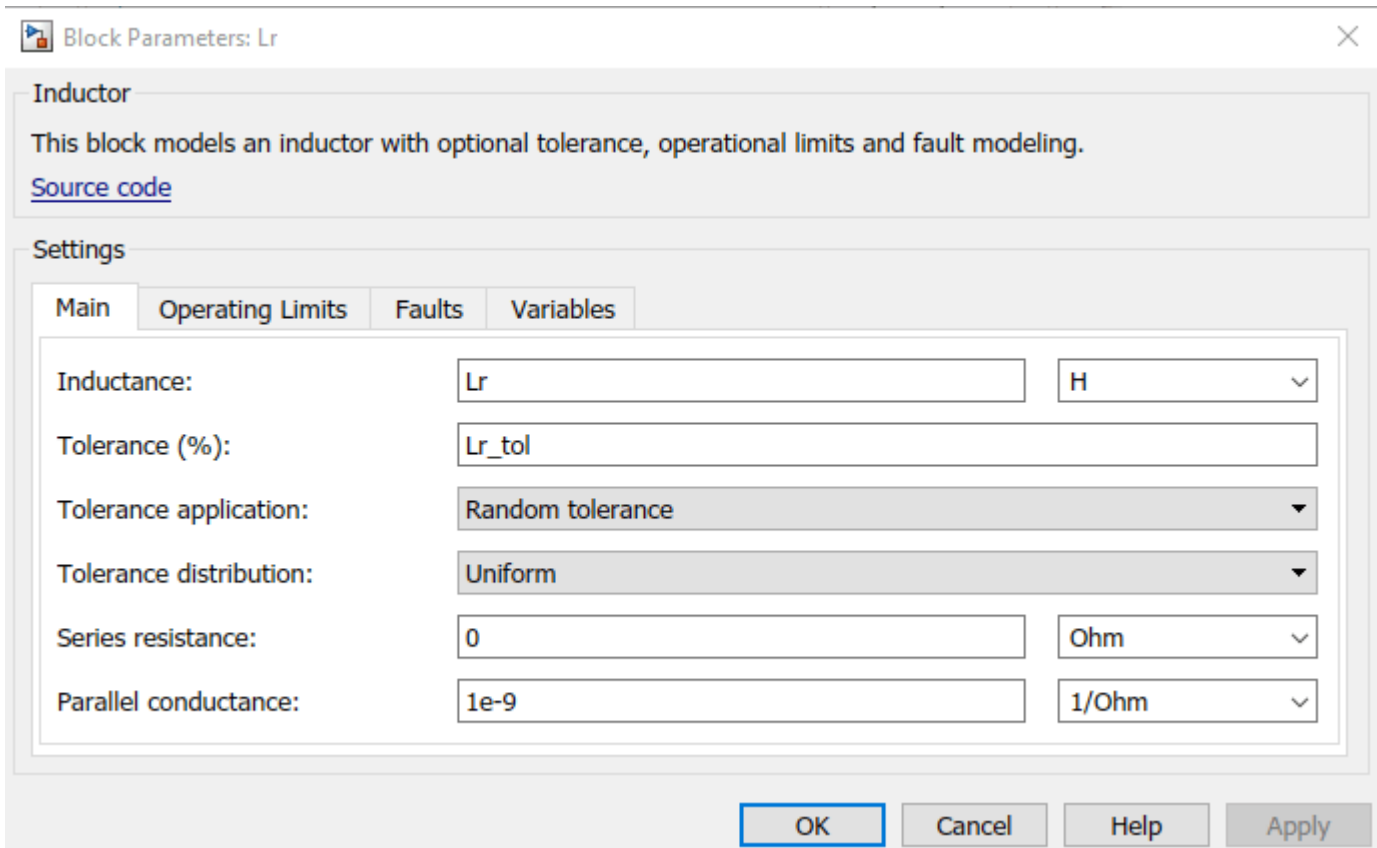 Block Parameters: Lr
Inductor
This block models an inductor with optional tolerance, operational limits and fault modeling.
Source code
Settings
Main Operating Limits Faults Variables
Inductance: Lr H
Tolerance (%): Lr_tol
Tolerance application: Random tolerance
Tolerance distribution: Uniform
Series resistance: 0 Ohm
Parallel conductance: 1e-9 1/Ohm
OK Cancel Help Apply